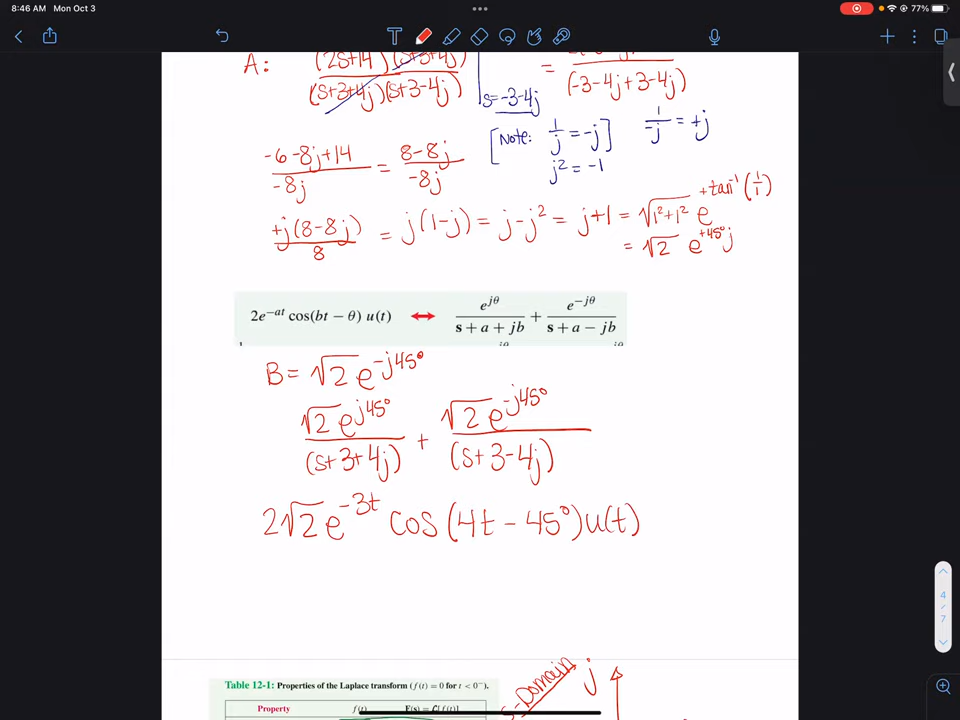 8:46 AM Mon Oct 3
77%
A: (2s+14)(s+3+4j) / (s+3+4j)(s+3-4j) | s=-3-4j
= / (-3-4j+3-4j)
[Note: 1/j = -j] 1/-j = +j
j² = -1
-6-8j+14 / -8j = 8-8j / -8j
+j(8-8j) / 8 = j(1-j) = j-j² = j+1 = √1²+1² e^+tan⁻¹(1/1)
= √2 e^+45°j
2e^−at cos(bt − θ) u(t) ↔ e^jθ / s + a + jb + e^−jθ / s + a − jb
B = √2 e^-j45°
√2 e^j45° / (s+3+4j) + √2 e^-j45° / (s+3-4j)
2√2 e^-3t cos(4t - 45°)u(t)
4 / 7
s-Domain j
Table 12-1: Properties of the Laplace transform (f(t) = 0 for t < 0⁻).
Property f(t) F(s) = ℒ[f(t)]